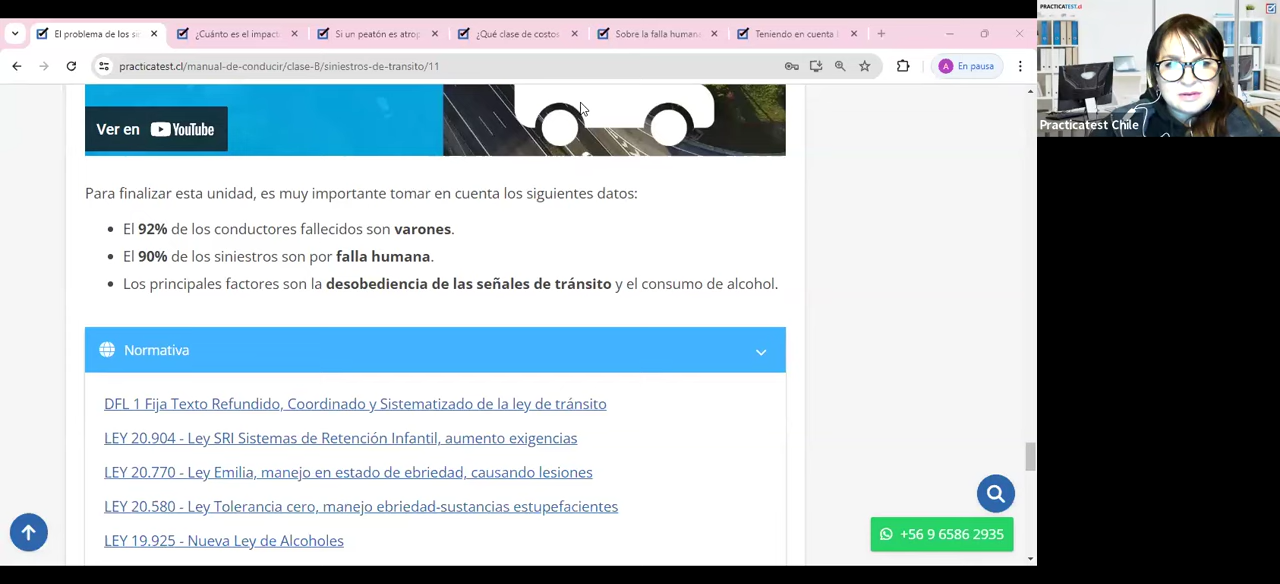 El problema de los si
¿Cuánto es el impact
Si un peatón es atrop
¿Qué clase de costos
Sobre la falla humana
Teniendo en cuenta l
practicatest.cl/manual-de-conducir/clase-B/siniestros-de-transito/11
A En pausa
PRACTICATEST.cl
Practicatest Chile
Ver en YouTube
Para finalizar esta unidad, es muy importante tomar en cuenta los siguientes datos:
• El 92% de los conductores fallecidos son varones.
• El 90% de los siniestros son por falla humana.
• Los principales factores son la desobediencia de las señales de tránsito y el consumo de alcohol.
Normativa
DFL 1 Fija Texto Refundido, Coordinado y Sistematizado de la ley de tránsito
LEY 20.904 - Ley SRI Sistemas de Retención Infantil, aumento exigencias
LEY 20.770 - Ley Emilia, manejo en estado de ebriedad, causando lesiones
LEY 20.580 - Ley Tolerancia cero, manejo ebriedad-sustancias estupefacientes
LEY 19.925 - Nueva Ley de Alcoholes
+56 9 6586 2935